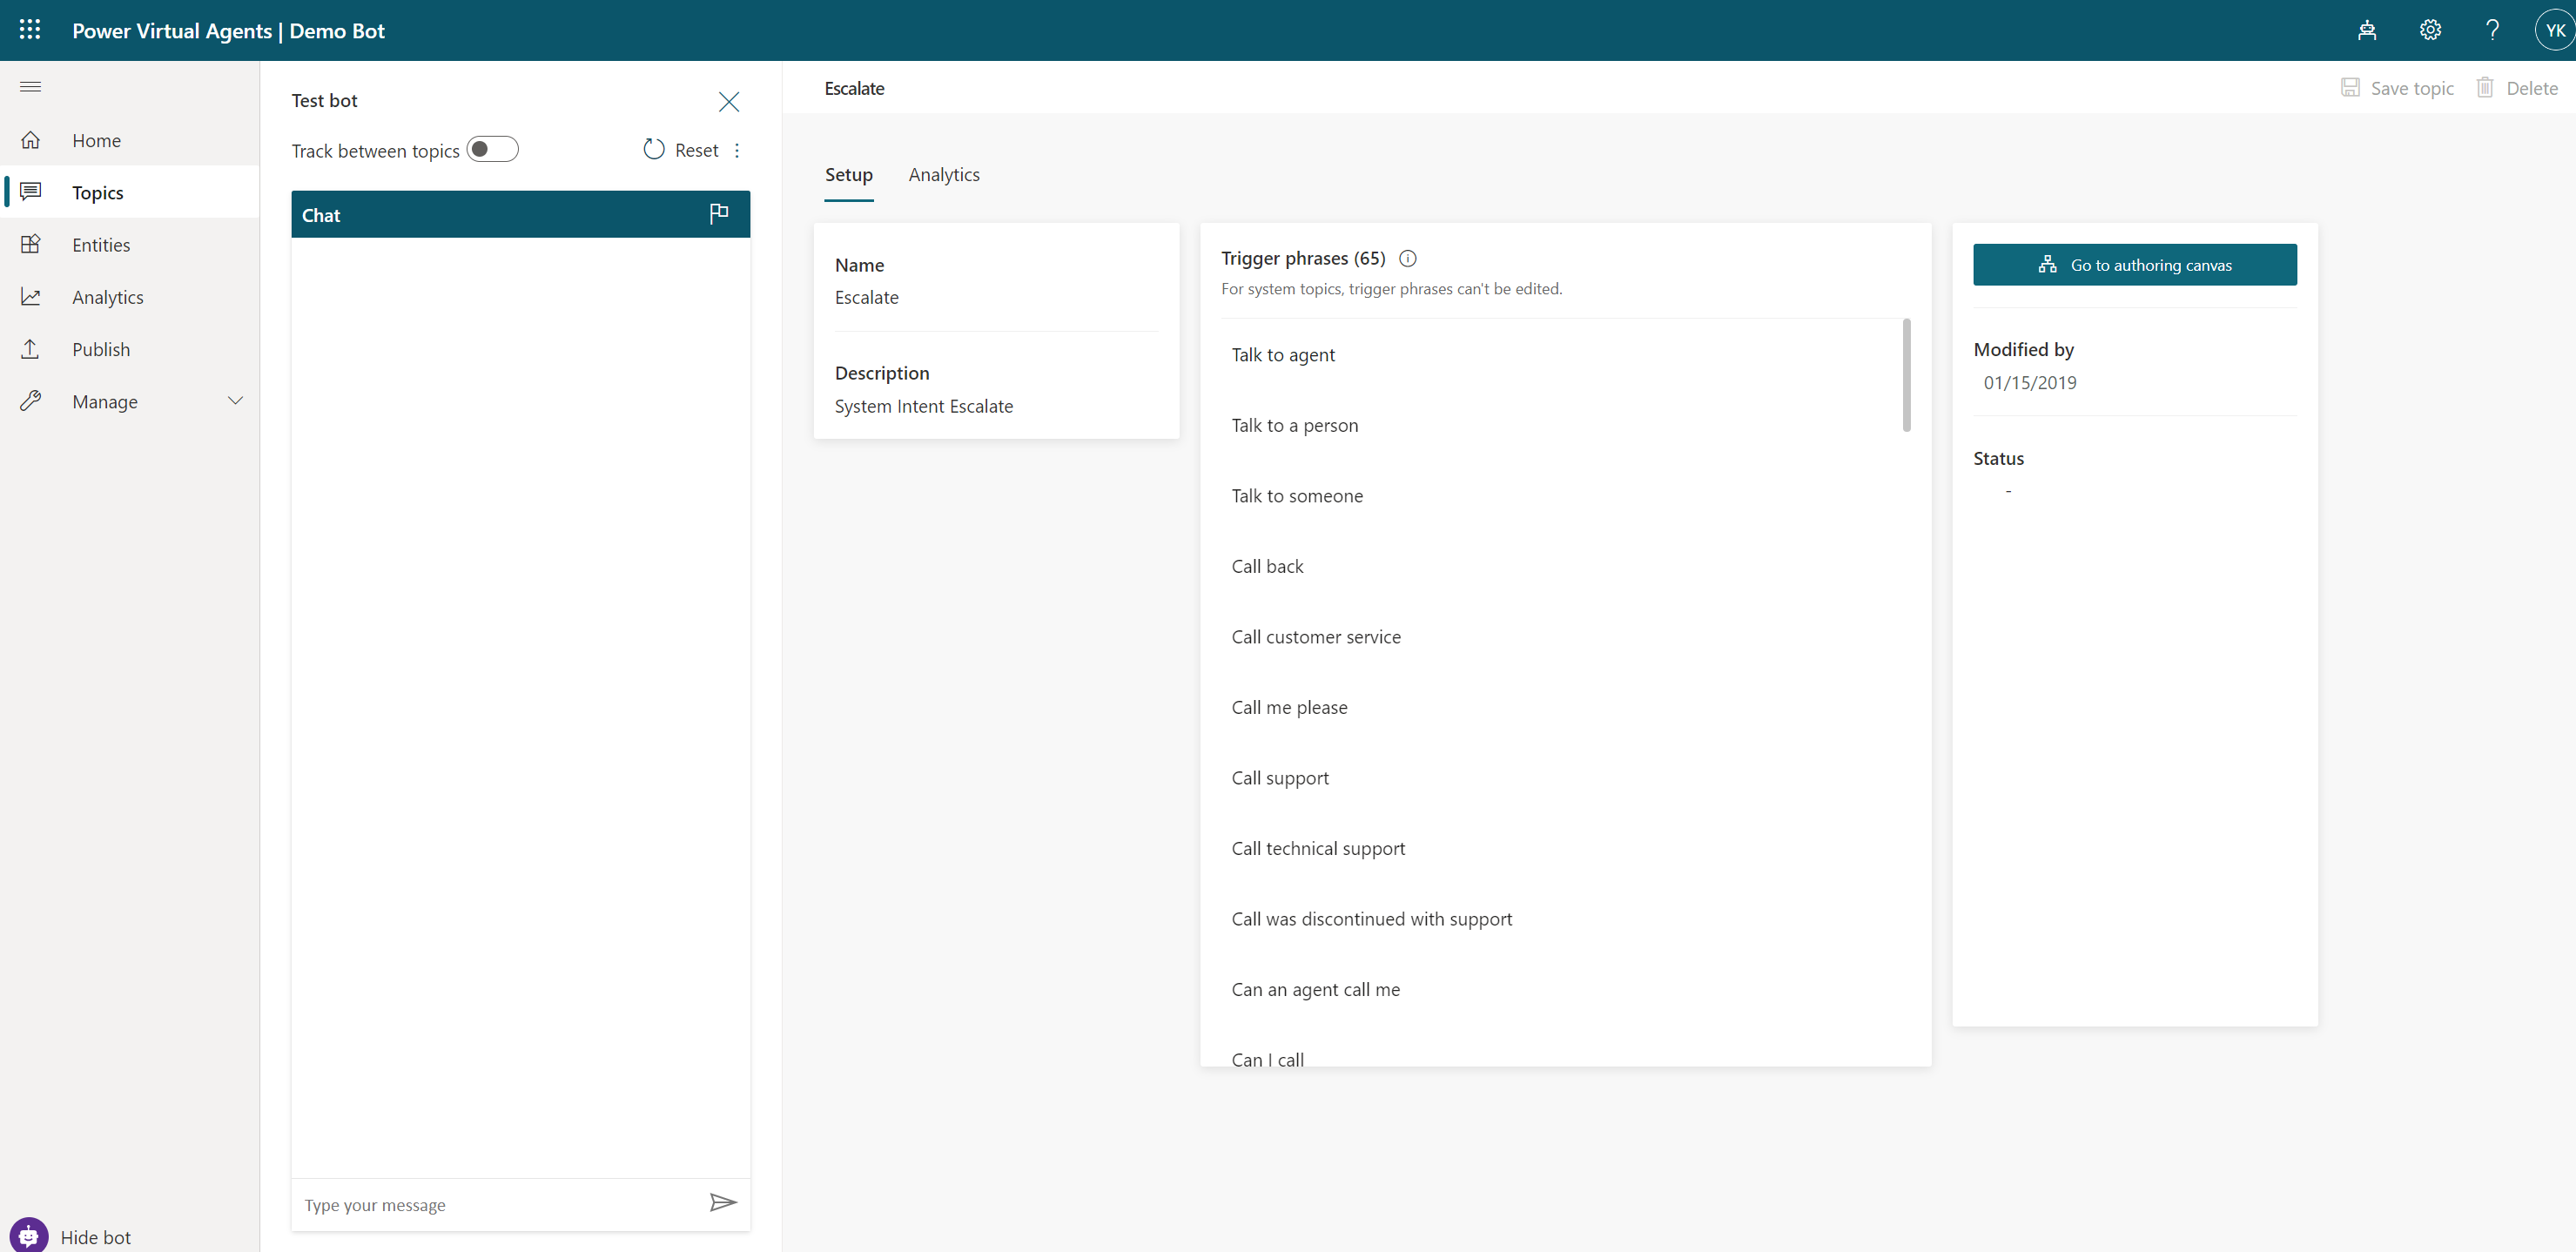 Power Virtual Agents | Demo Bot
YK
Home
Topics
Entities
Analytics
Publish
Manage
Hide bot
Test bot
Track between topics
Reset
Chat
Type your message
Escalate
Save topic
Delete
Setup
Analytics
Name
Escalate
Description
System Intent Escalate
Trigger phrases (65)
For system topics, trigger phrases can't be edited.
Talk to agent
Talk to a person
Talk to someone
Call back
Call customer service
Call me please
Call support
Call technical support
Call was discontinued with support
Can an agent call me
Can I call
Go to authoring canvas
Modified by
01/15/2019
Status
-